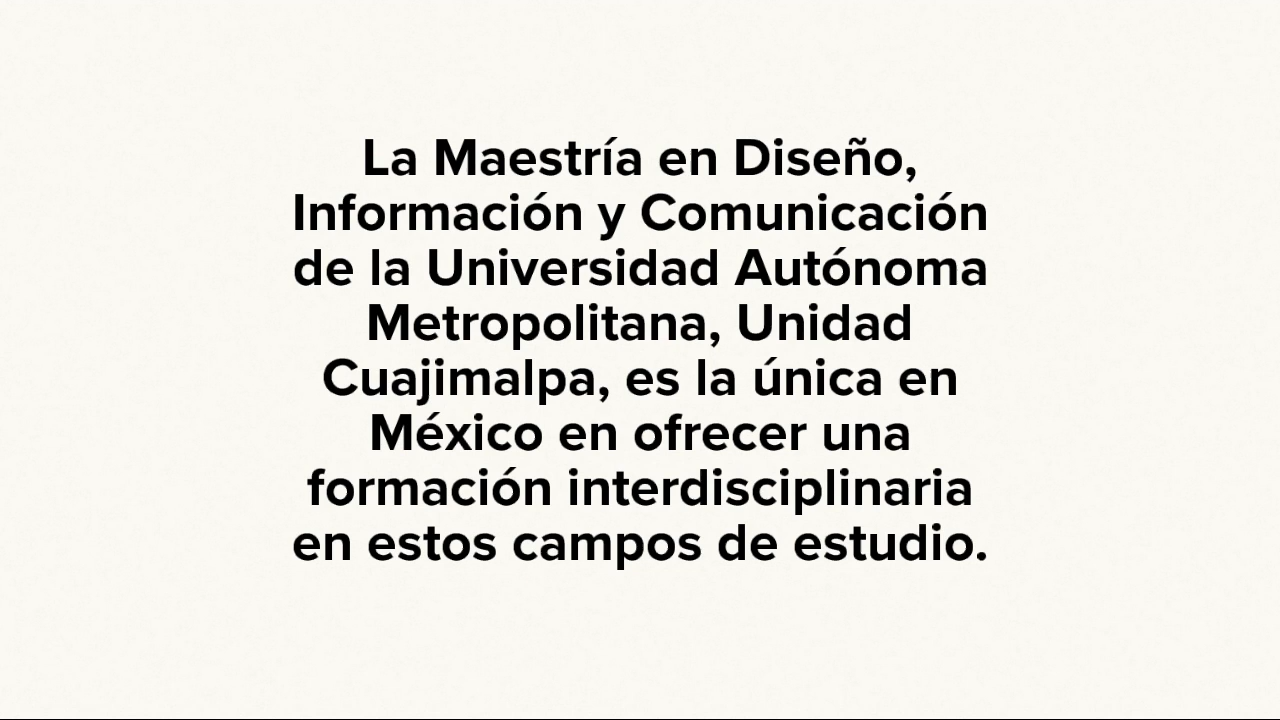 La Maestría en Diseño,
Información y Comunicación
de la Universidad Autónoma
Metropolitana, Unidad
Cuajimalpa, es la única en
México en ofrecer una
formación interdisciplinaria
en estos campos de estudio.